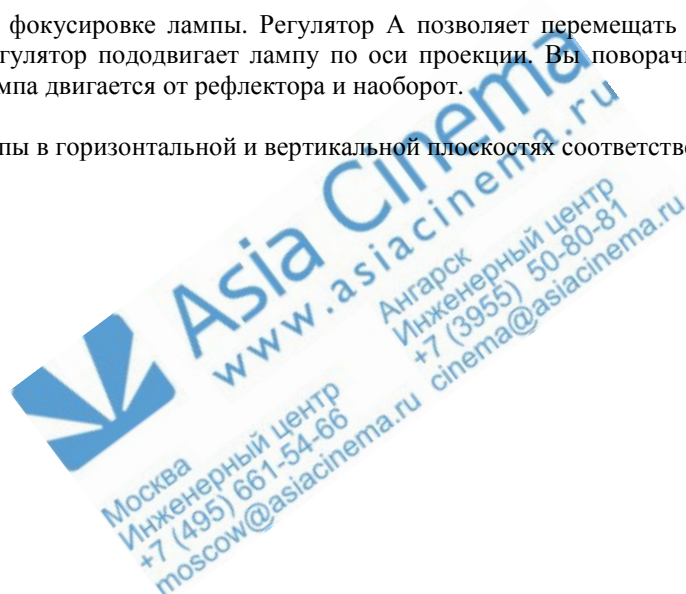 фокусировке лампы. Регулятор А позволяет перемещать
гулятор пододвигает лампу по оси проекции. Вы поворачи
мпа двигается от рефлектора и наоборот.
пы в горизонтальной и вертикальной плоскостях соответстве
Asia Cinema
www.asiacinema.ru
Москва
Инженерный центр
+7 (495) 661-54-66
moscow@asiacinema.ru
Ангарск
Инженерный центр
+7 (3955) 50-80-81
cinema@asiacinema.ru